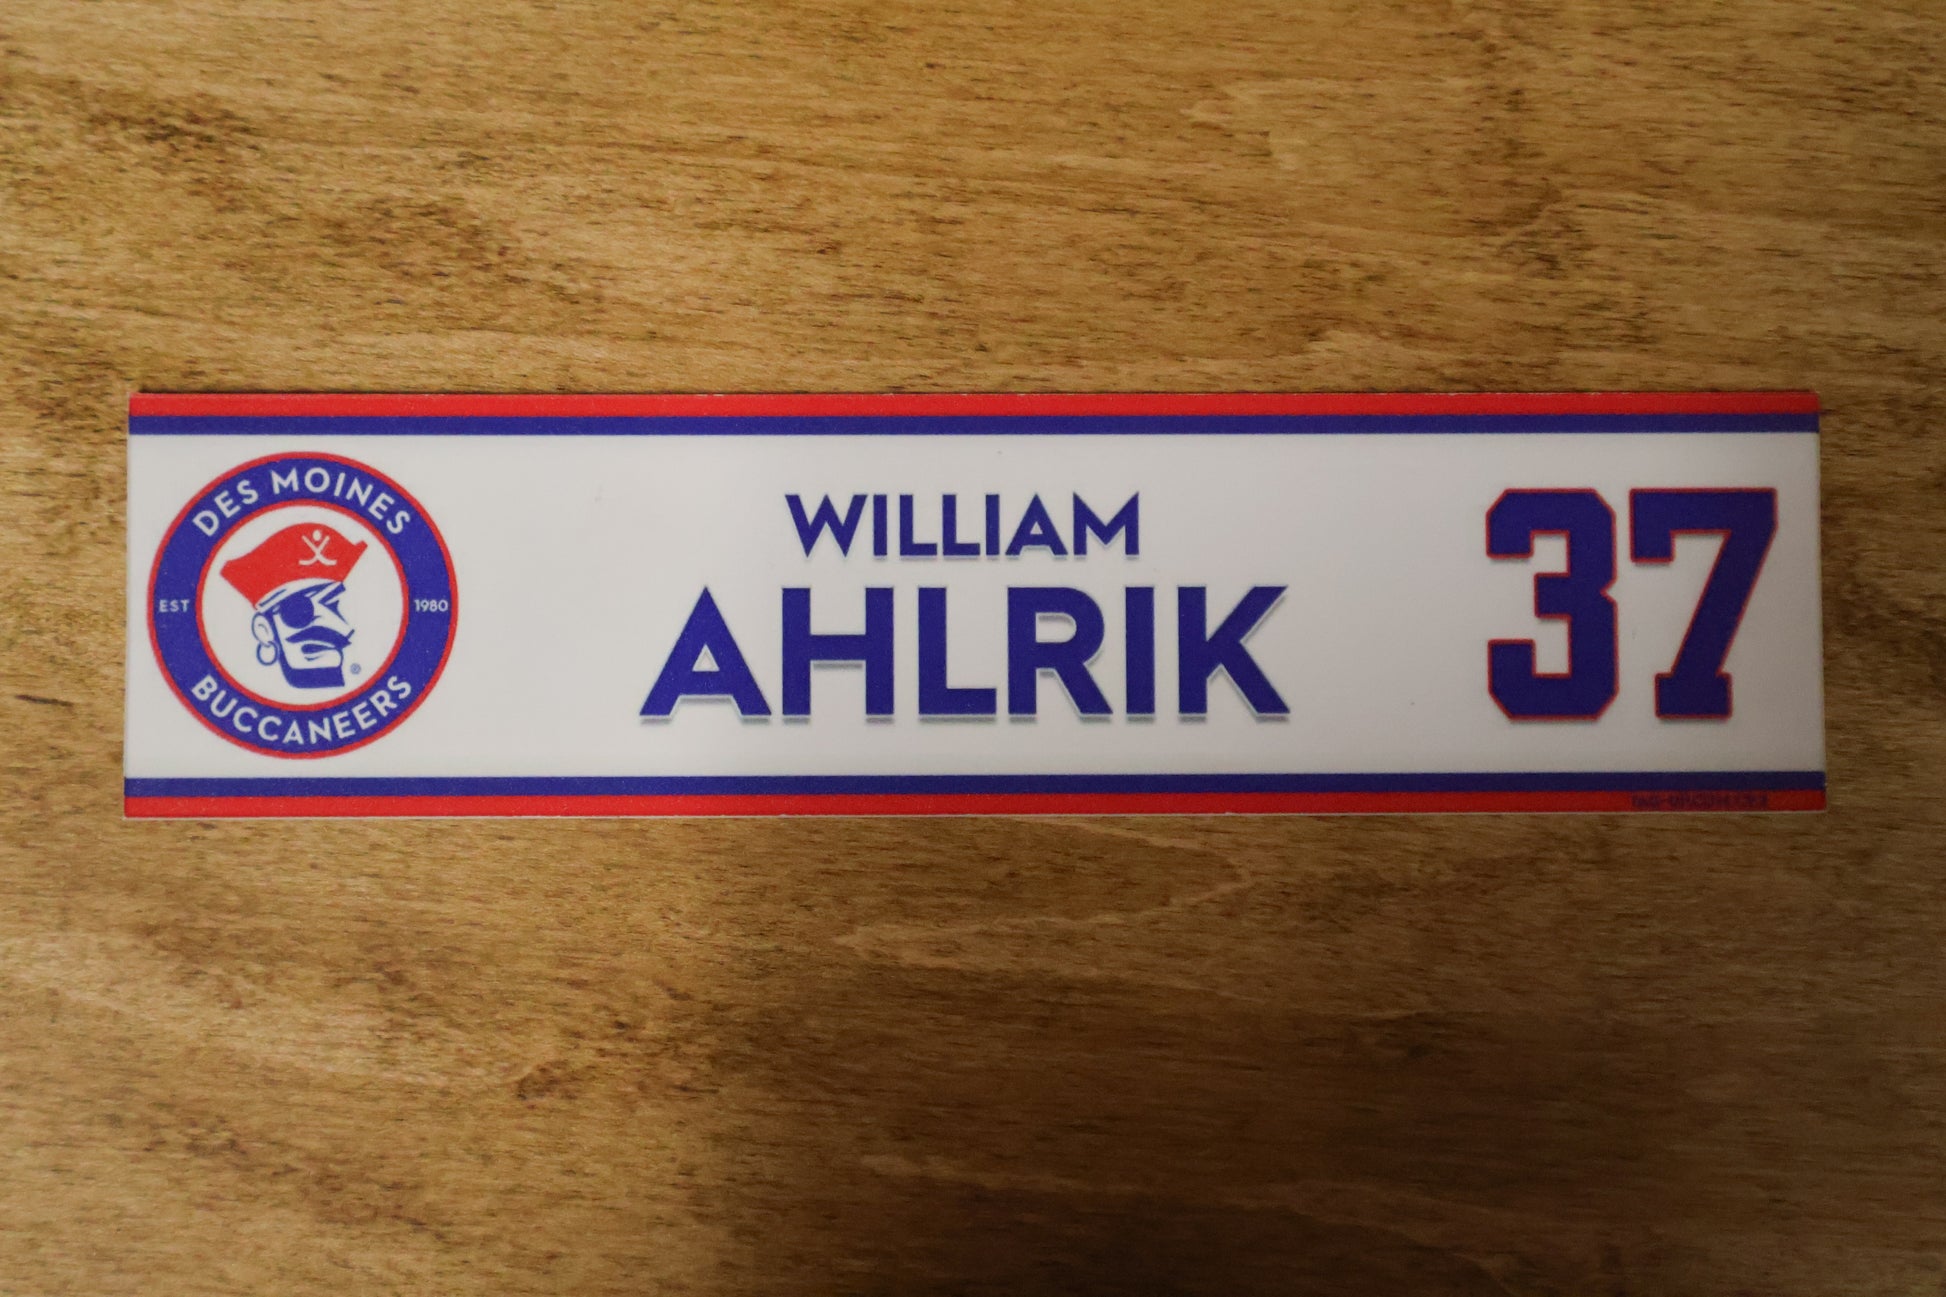 DES MOINES
EST 1980
BUCCANEERS
®
WILLIAM
AHLRIK
37